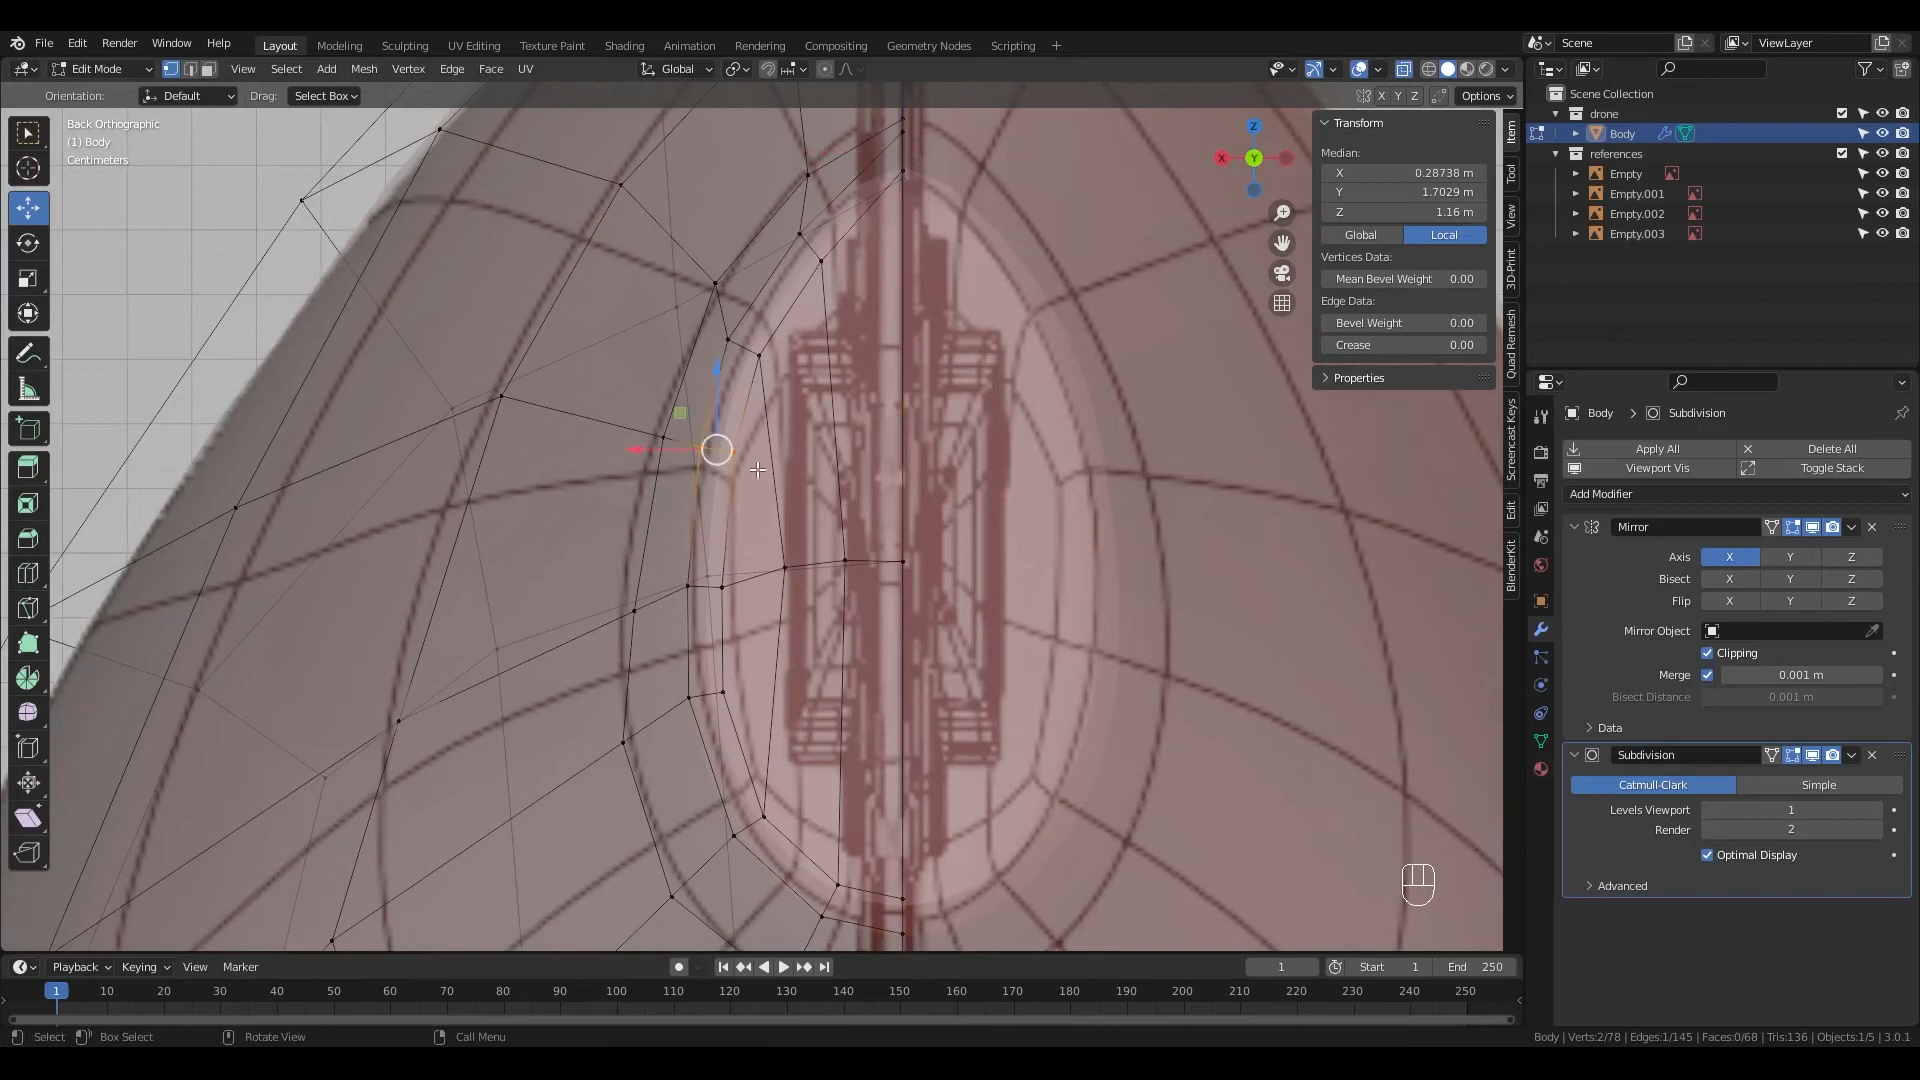 File Edit Render Window Help Layout Modeling Sculpting UV Editing Texture Paint Shading Animation Rendering Compositing Geometry Nodes Scripting + Scene ViewLayer
Edit Mode View Select Add Mesh Vertex Edge Face UV Global
Orientation: Default Drag: Select Box X Y Z Options
Back Orthographic
(1) Body
Centimeters
Z
X
Y
Transform
Median:
X 0.28738 m
Y 1.7029 m
Z 1.16 m
Global Local
Vertices Data:
Mean Bevel Weight 0.00
Edge Data:
Bevel Weight 0.00
Crease 0.00
Properties
Item
Tool
View
3D-Print
Quad Remesh
Screencast Keys
Edit
BlenderKit
Scene Collection
drone
Body
references
Empty
Empty.001
Empty.002
Empty.003
Body Subdivision
Apply All Delete All
Viewport Vis Toggle Stack
Add Modifier
Mirror
Axis X Y Z
Bisect X Y Z
Flip X Y Z
Mirror Object
Clipping
Merge 0.001 m
Bisect Distance 0.001 m
Data
Subdivision
Catmull-Clark Simple
Levels Viewport 1
Render 2
Optimal Display
Advanced
Playback Keying View Marker 1 Start 1 End 250
1 10 20 30 40 50 60 70 80 90 100 110 120 130 140 150 160 170 180 190 200 210 220 230 240 250
Select Box Select Rotate View Call Menu Body | Verts:2/78 | Edges:1/145 | Faces:0/68 | Tris:136 | Objects:1/5 | 3.0.1